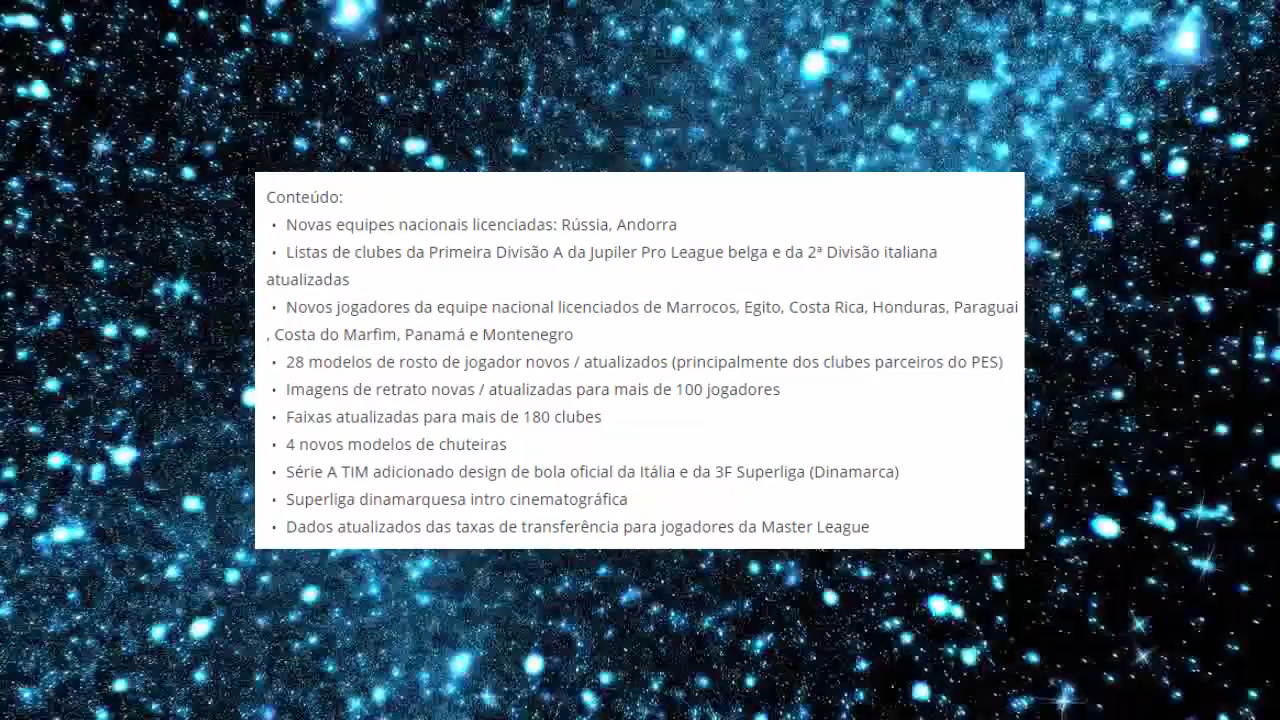 Conteúdo:
• Novas equipes nacionais licenciadas: Rússia, Andorra
• Listas de clubes da Primeira Divisão A da Jupiler Pro League belga e da 2ª Divisão italiana
atualizadas
• Novos jogadores da equipe nacional licenciados de Marrocos, Egito, Costa Rica, Honduras, Paraguai
, Costa do Marfim, Panamá e Montenegro
• 28 modelos de rosto de jogador novos / atualizados (principalmente dos clubes parceiros do PES)
• Imagens de retrato novas / atualizadas para mais de 100 jogadores
• Faixas atualizadas para mais de 180 clubes
• 4 novos modelos de chuteiras
• Série A TIM adicionado design de bola oficial da Itália e da 3F Superliga (Dinamarca)
• Superliga dinamarquesa intro cinematográfica
• Dados atualizados das taxas de transferência para jogadores da Master League